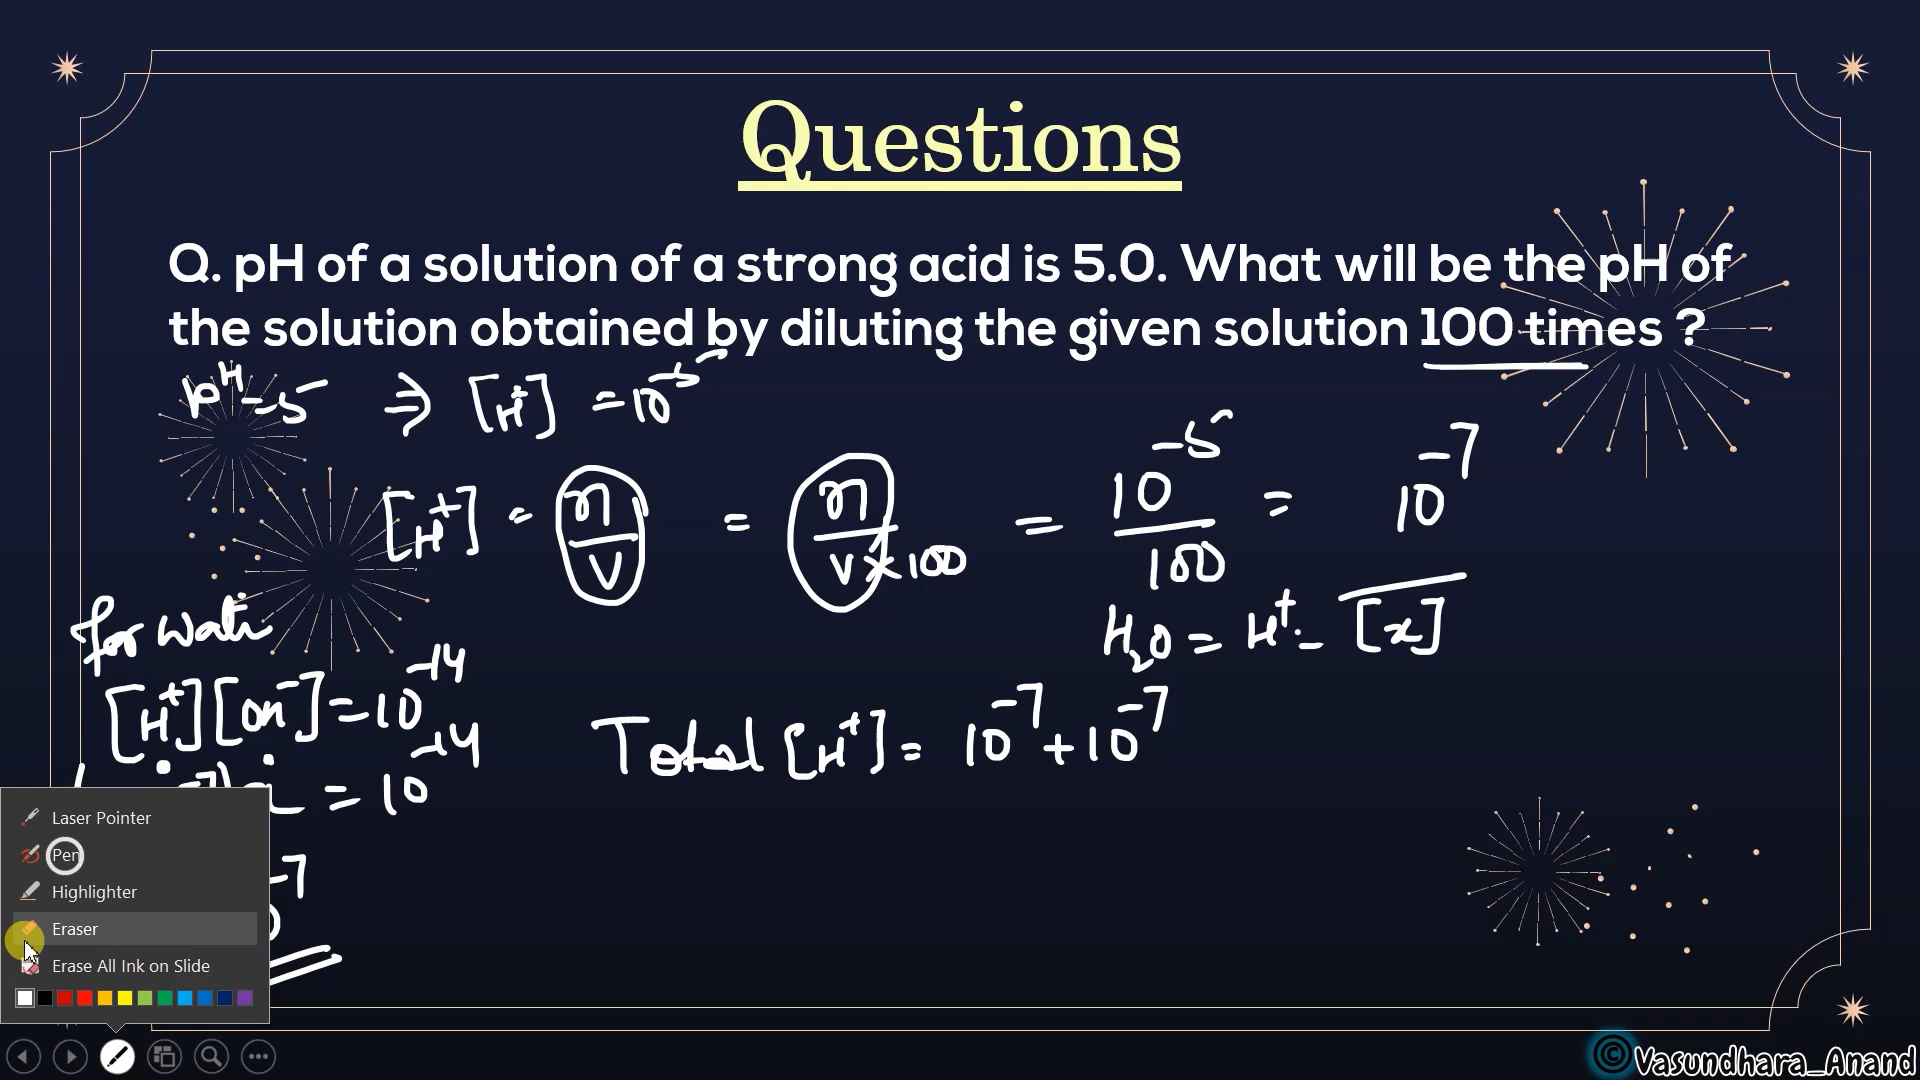 Questions
Q. pH of a solution of a strong acid is 5.0. What will be the pH of
the solution obtained by diluting the given solution 100 times ?
pH = 5 ⇒ [H⁺] = 10⁻⁵
[H⁺] = n/V = n/V×100 = 10⁻⁵/100 = 10⁻⁷
for
H₂O = H⁺ = [x]
[H⁺][OH⁻] = 10⁻¹⁴
Total [H⁺] = 10⁻⁷ + 10⁻⁷
= 10⁻¹⁴
Laser Pointer
Pen
Highlighter
Eraser
Erase All Ink on Slide
© Vasundhara_Anand